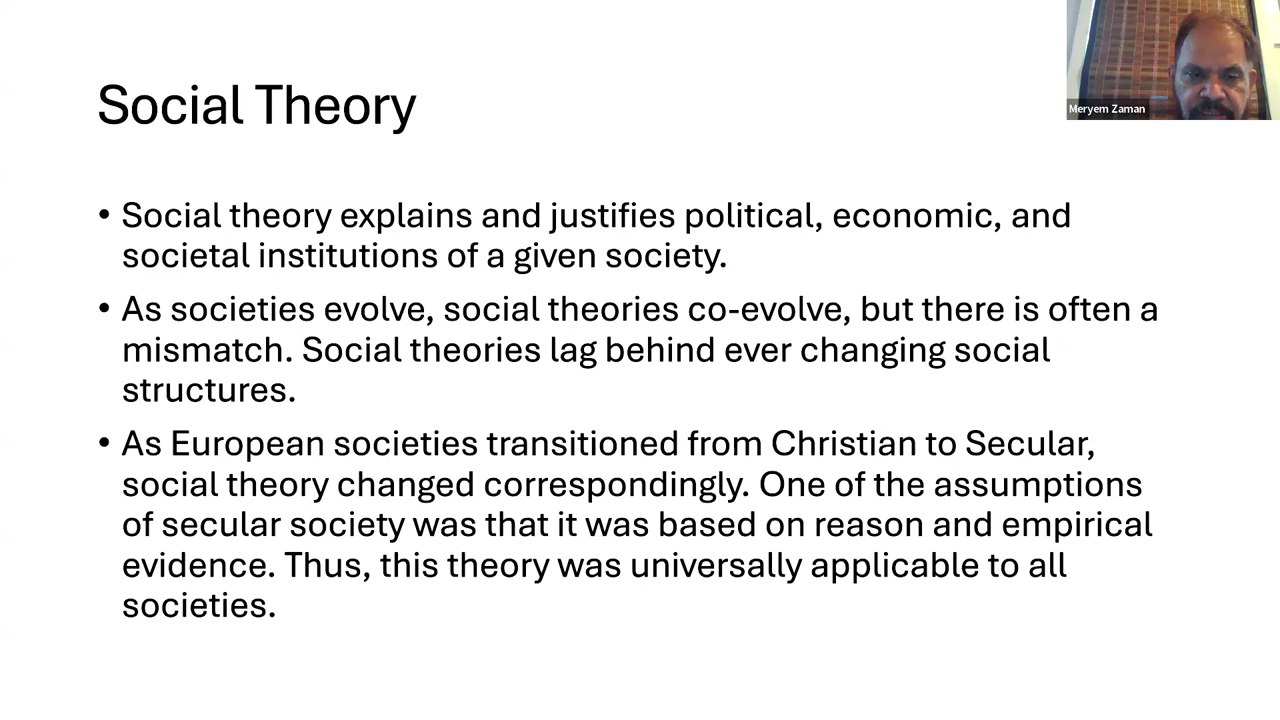 Meryem Zaman
Social Theory
• Social theory explains and justifies political, economic, and
societal institutions of a given society.
• As societies evolve, social theories co-evolve, but there is often a
mismatch. Social theories lag behind ever changing social
structures.
• As European societies transitioned from Christian to Secular,
social theory changed correspondingly. One of the assumptions
of secular society was that it was based on reason and empirical
evidence. Thus, this theory was universally applicable to all
societies.